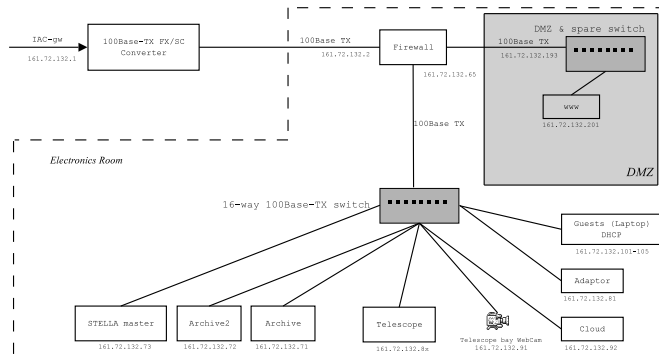 IAC-gw
161.72.132.1
100Base-TX FX/SC
Converter
100Base TX
161.72.132.2
Firewall
161.72.132.65
100Base TX
161.72.132.193
DMZ & spare switch
www
161.72.132.201
DMZ
100Base TX
Electronics Room
16-way 100Base-TX switch
Guests (Laptop)
DHCP
161.72.132.101-105
Adaptor
161.72.132.81
STELLA master
161.72.132.73
Archive2
161.72.132.72
Archive
161.72.132.71
Telescope
161.72.132.8x
Telescope bay WebCam
161.72.132.91
Cloud
161.72.132.92